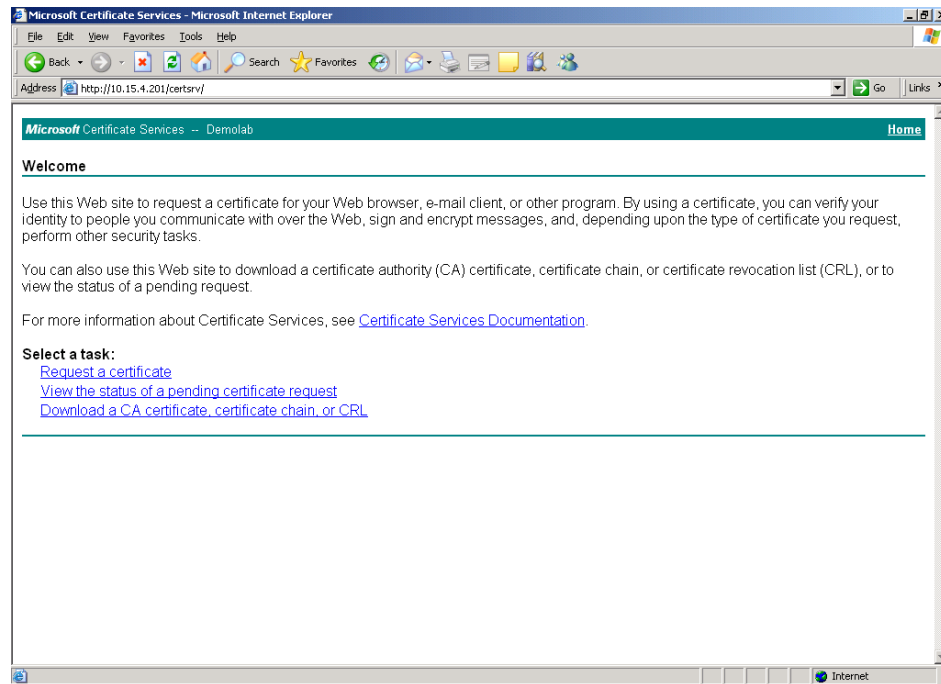 Microsoft Certificate Services - Microsoft Internet Explorer
File Edit View Favorites Tools Help
Back Search Favorites
Address http://10.15.4.201/certsrv/ Go Links
Microsoft Certificate Services -- Demolab Home
Welcome
Use this Web site to request a certificate for your Web browser, e-mail client, or other program. By using a certificate, you can verify your
identity to people you communicate with over the Web, sign and encrypt messages, and, depending upon the type of certificate you request,
perform other security tasks.
You can also use this Web site to download a certificate authority (CA) certificate, certificate chain, or certificate revocation list (CRL), or to
view the status of a pending request.
For more information about Certificate Services, see Certificate Services Documentation.
Select a task:
Request a certificate
View the status of a pending certificate request
Download a CA certificate, certificate chain, or CRL
Internet